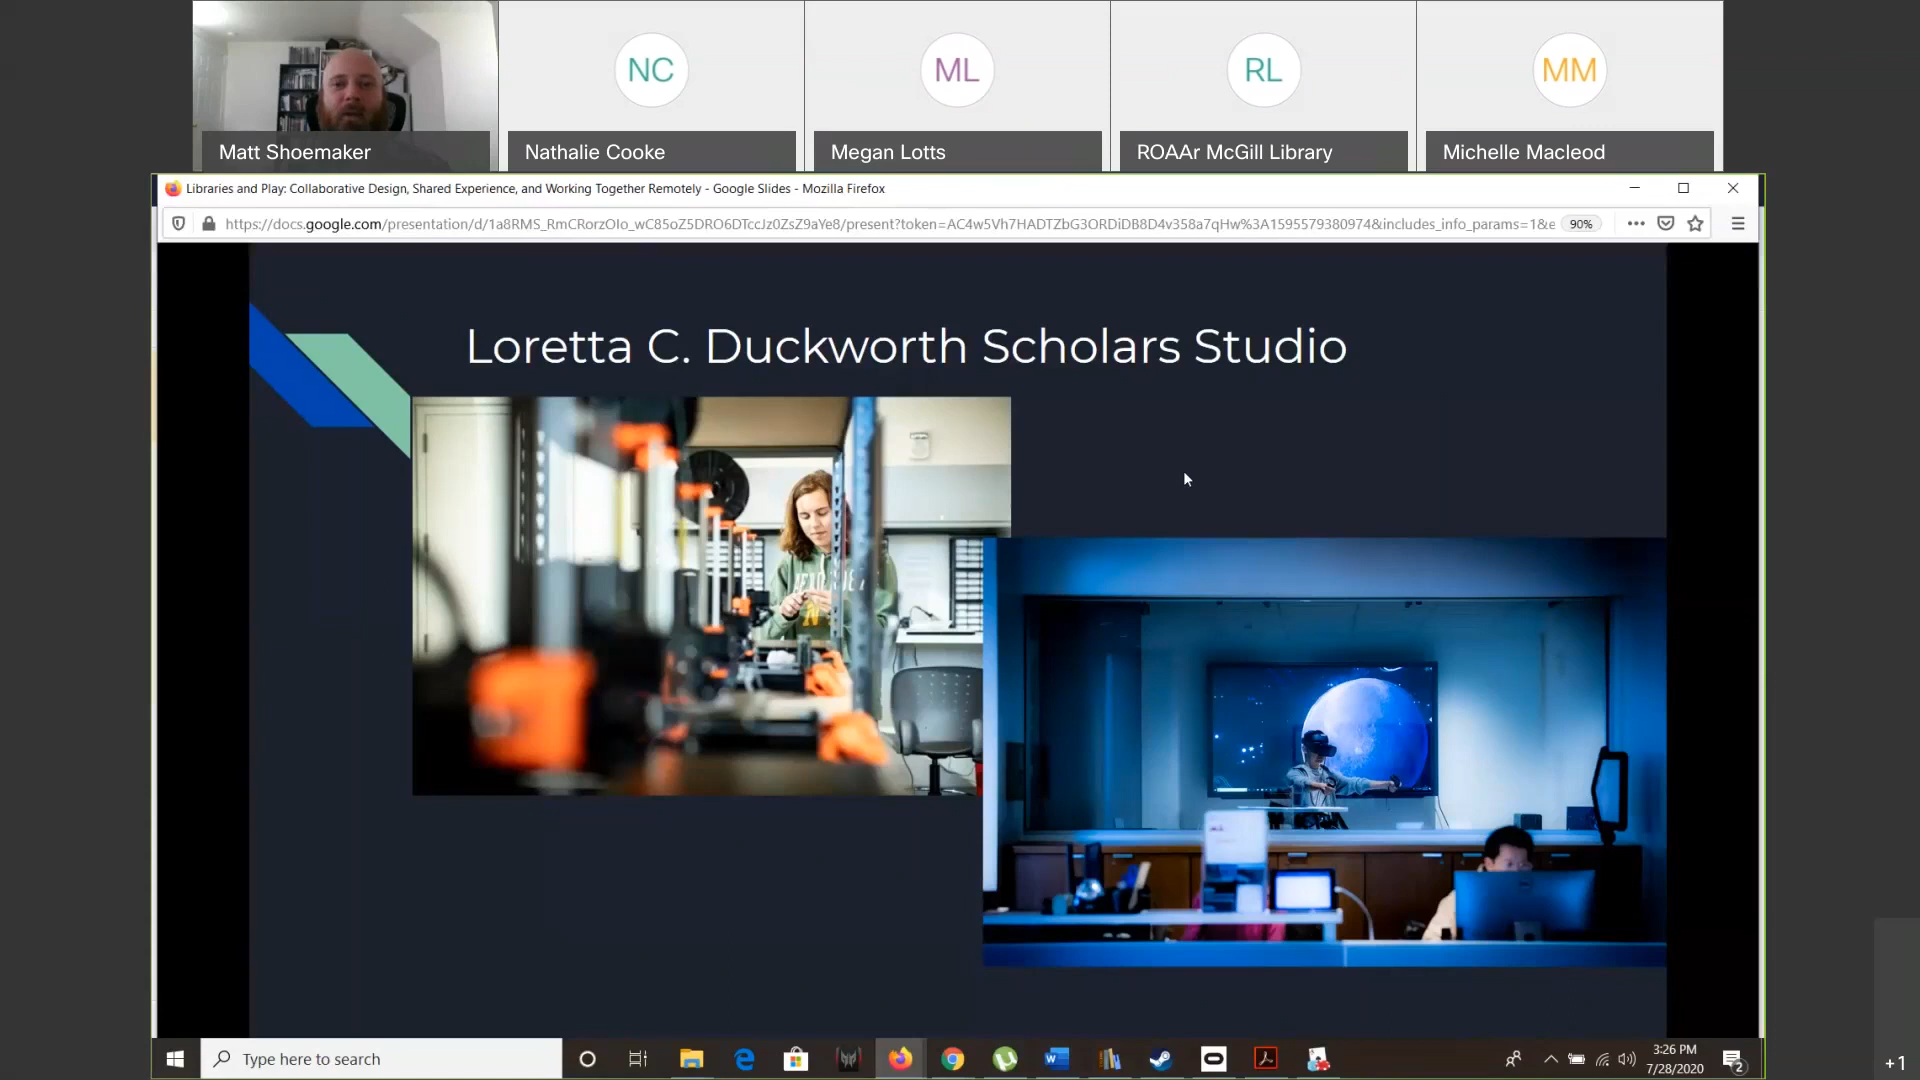 NC
ML
RL
MM
Matt Shoemaker
Nathalie Cooke
Megan Lotts
ROAAr McGill Library
Michelle Macleod
Libraries and Play: Collaborative Design, Shared Experience, and Working Together Remotely - Google Slides - Mozilla Firefox
https://docs.google.com/presentation/d/1a8RMS_RmCRorzOIo_wC85oZ5DRO6DTccJz0ZsZ9aYe8/present?token=AC4w5Vh7HADTZbG3ORDiDB8D4v358a7qHw%3A1595579380974&includes_info_params=1&e
90%
Loretta C. Duckworth Scholars Studio
Type here to search
3:26 PM
7/28/2020
2
+1